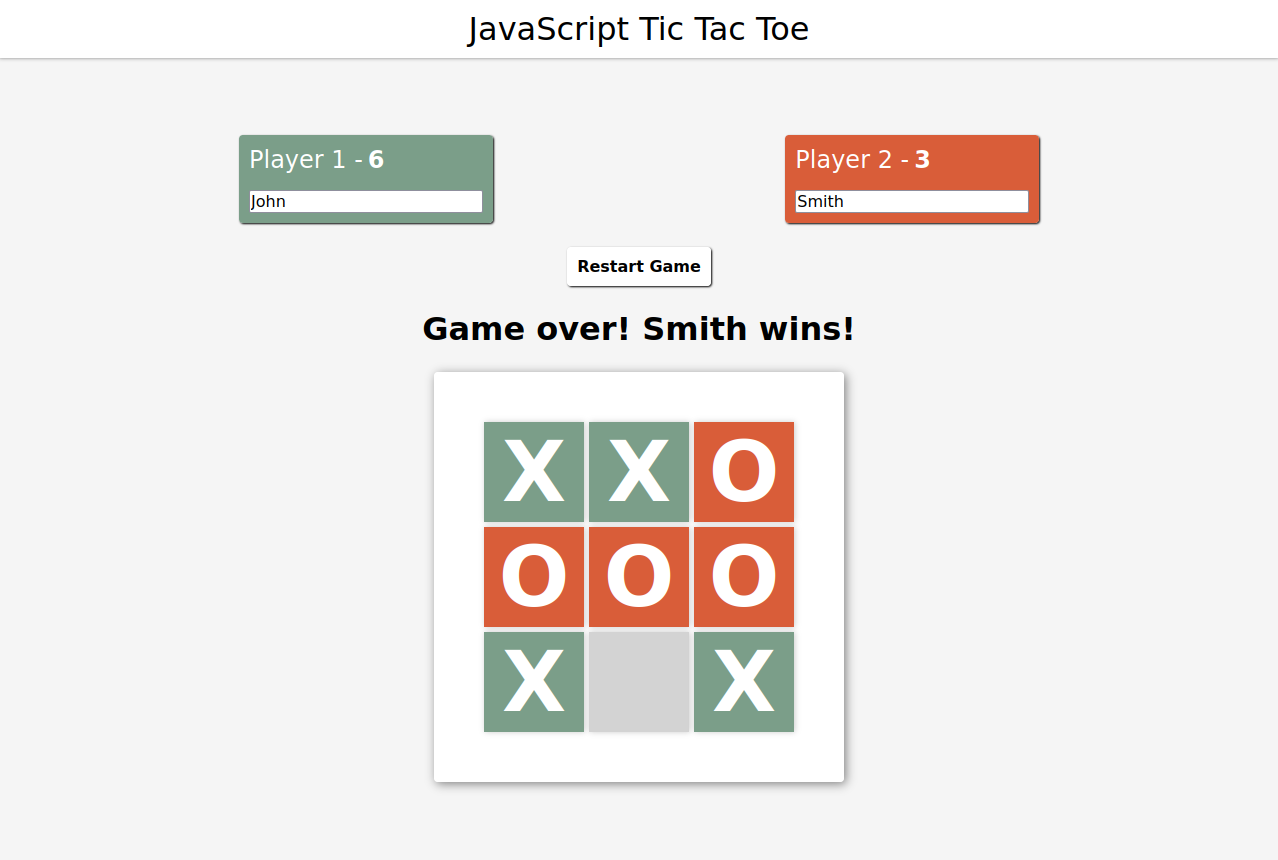 JavaScript Tic Tac Toe
Player 1 - 6
John
Player 2 - 3
Smith
Restart Game
Game over! Smith wins!
X X O
O O O
X X